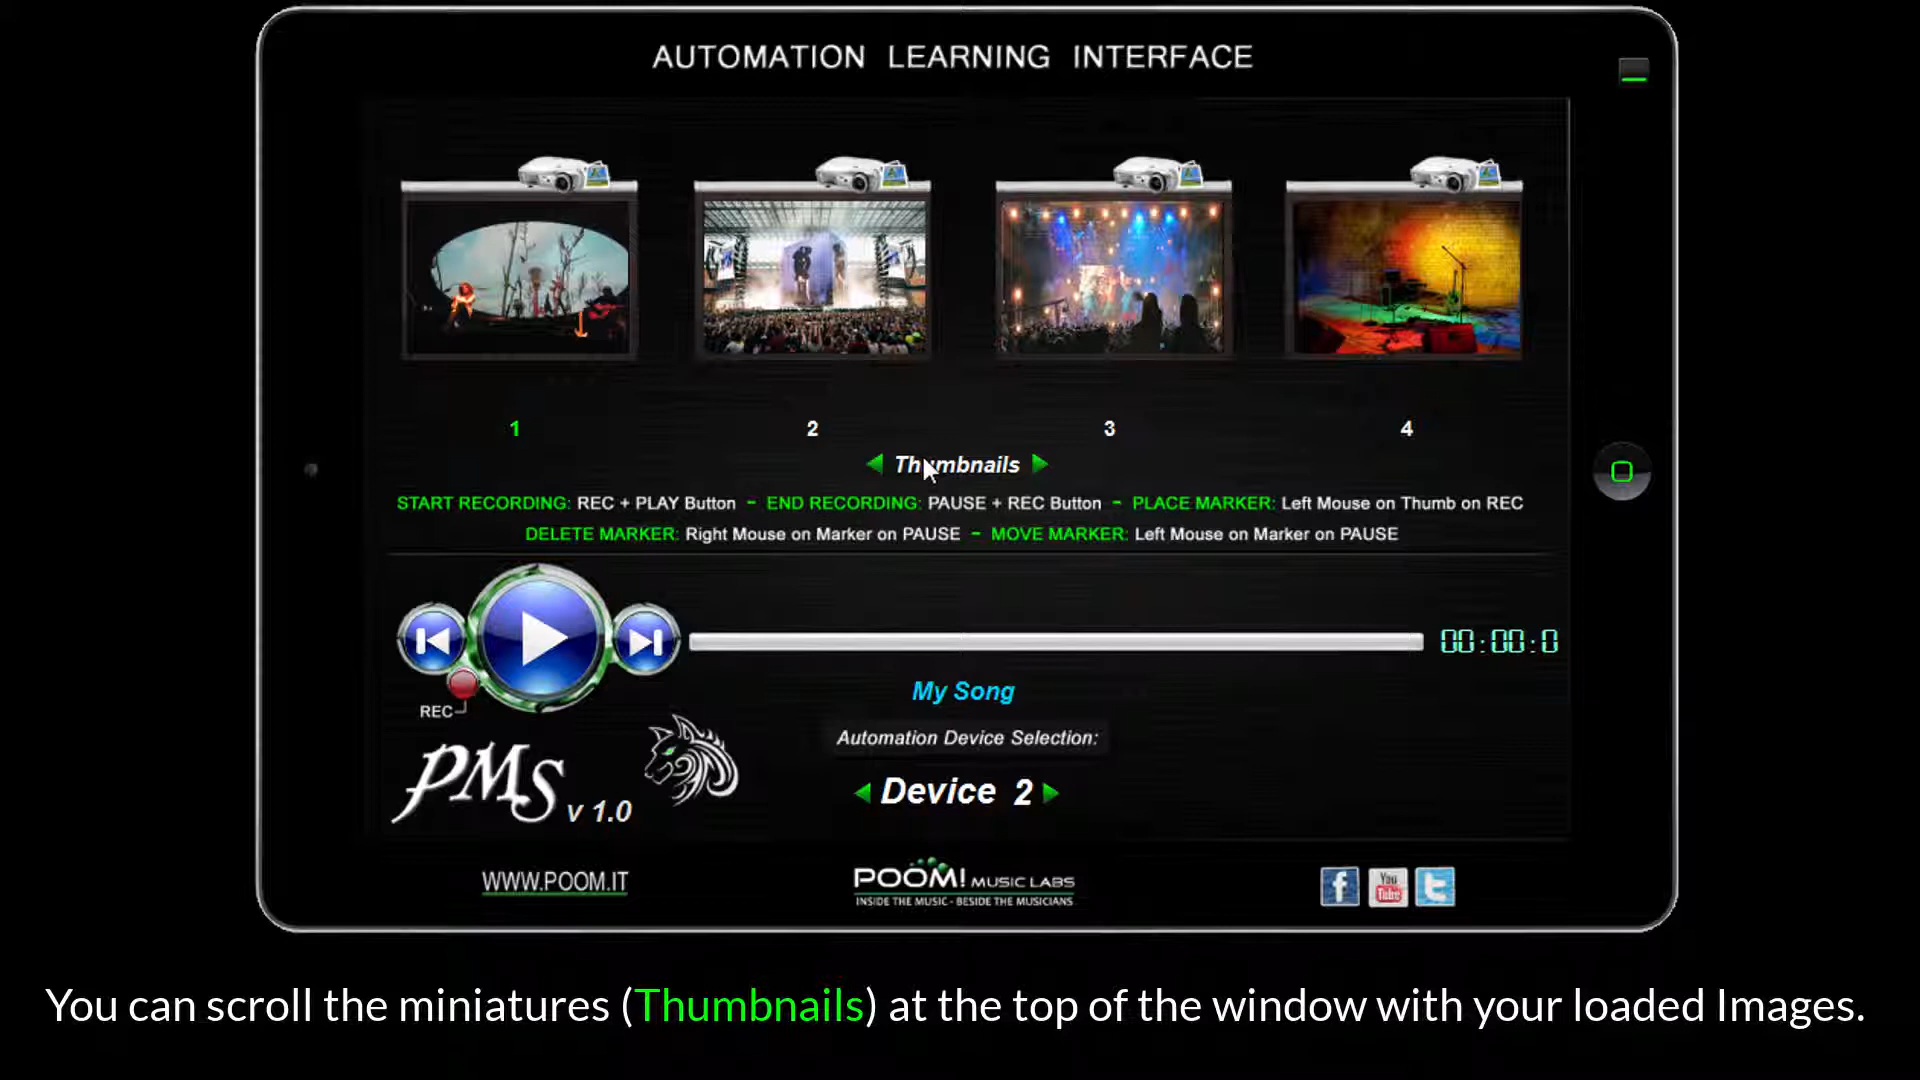 AUTOMATION LEARNING INTERFACE
1 2 3 4
Thumbnails
START RECORDING: REC + PLAY Button - END RECORDING: PAUSE + REC Button - PLACE MARKER: Left Mouse on Thumb on REC
DELETE MARKER: Right Mouse on Marker on PAUSE - MOVE MARKER: Left Mouse on Marker on PAUSE
00:00:0
My Song
REC
Automation Device Selection:
PMS v 1.0
Device 2
WWW.POOM.IT
POOM! MUSIC LABS
INSIDE THE MUSIC - BESIDE THE MUSICIANS
f You Tube t
You can scroll the miniatures (Thumbnails) at the top of the window with your loaded Images.